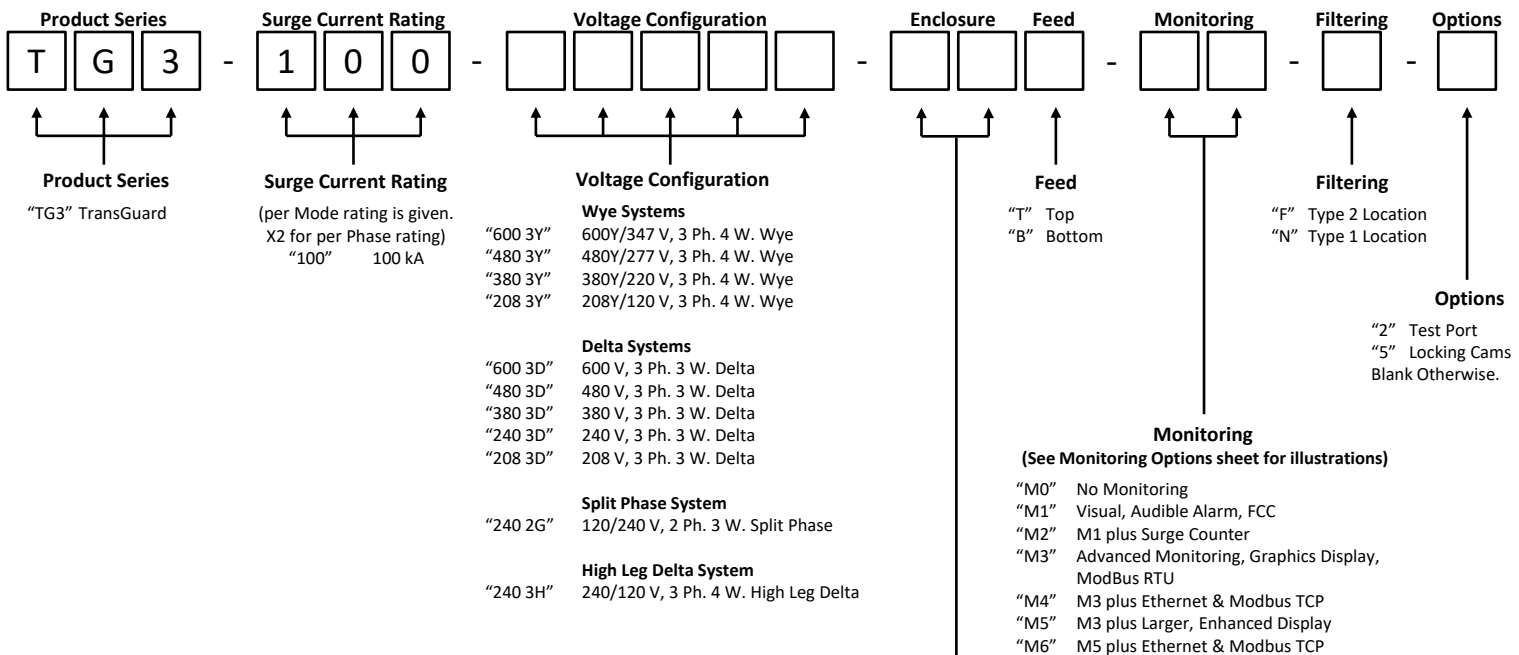 Product Series Surge Current Rating Voltage Configuration Enclosure Feed Monitoring Filtering Options
T G 3 - 1 0 0 - - - - -
Product Series
“TG3” TransGuard
Surge Current Rating
(per Mode rating is given.
X2 for per Phase rating)
“100” 100 kA
Voltage Configuration
Wye Systems
“600 3Y” 600Y/347 V, 3 Ph. 4 W. Wye
“480 3Y” 480Y/277 V, 3 Ph. 4 W. Wye
“380 3Y” 380Y/220 V, 3 Ph. 4 W. Wye
“208 3Y” 208Y/120 V, 3 Ph. 4 W. Wye
Delta Systems
“600 3D” 600 V, 3 Ph. 3 W. Delta
“480 3D” 480 V, 3 Ph. 3 W. Delta
“380 3D” 380 V, 3 Ph. 3 W. Delta
“240 3D” 240 V, 3 Ph. 3 W. Delta
“208 3D” 208 V, 3 Ph. 3 W. Delta
Split Phase System
“240 2G” 120/240 V, 2 Ph. 3 W. Split Phase
High Leg Delta System
“240 3H” 240/120 V, 3 Ph. 4 W. High Leg Delta
Feed
“T” Top
“B” Bottom
Filtering
“F” Type 2 Location
“N” Type 1 Location
Options
“2” Test Port
“5” Locking Cams
Blank Otherwise.
Monitoring
(See Monitoring Options sheet for illustrations)
“M0” No Monitoring
“M1” Visual, Audible Alarm, FCC
“M2” M1 plus Surge Counter
“M3” Advanced Monitoring, Graphics Display,
ModBus RTU
“M4” M3 plus Ethernet & Modbus TCP
“M5” M3 plus Larger, Enhanced Display
“M6” M5 plus Ethernet & Modbus TCP